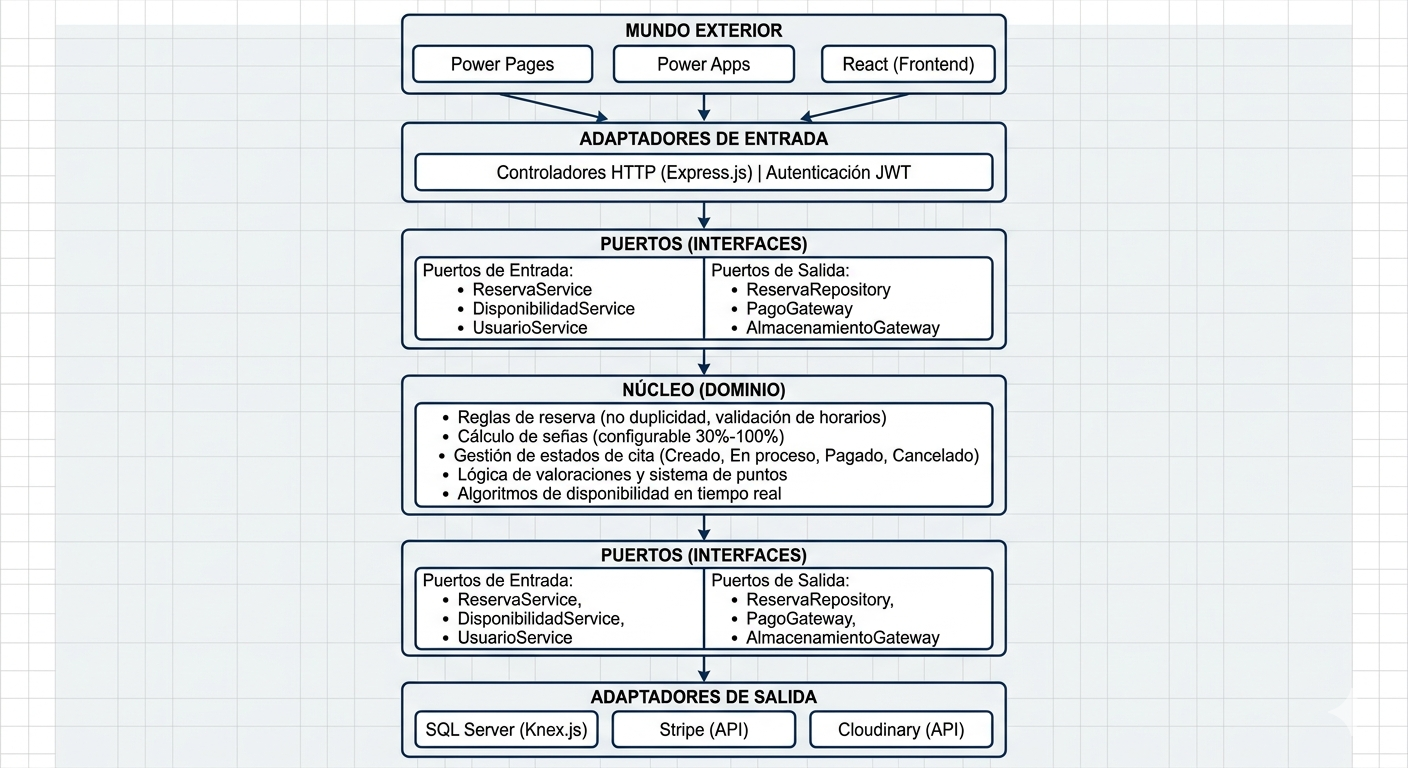 MUNDO EXTERIOR
Power Pages
Power Apps
React (Frontend)
ADAPTADORES DE ENTRADA
Controladores HTTP (Express.js) | Autenticación JWT
PUERTOS (INTERFACES)
Puertos de Entrada:
• ReservaService
• DisponibilidadService
• UsuarioService
Puertos de Salida:
• ReservaRepository
• PagoGateway
• AlmacenamientoGateway
NÚCLEO (DOMINIO)
• Reglas de reserva (no duplicidad, validación de horarios)
• Cálculo de señas (configurable 30%-100%)
• Gestión de estados de cita (Creado, En proceso, Pagado, Cancelado)
• Lógica de valoraciones y sistema de puntos
• Algoritmos de disponibilidad en tiempo real
PUERTOS (INTERFACES)
Puertos de Entrada:
• ReservaService,
• DisponibilidadService,
• UsuarioService
Puertos de Salida:
• ReservaRepository,
• PagoGateway,
• AlmacenamientoGateway
ADAPTADORES DE SALIDA
SQL Server (Knex.js)
Stripe (API)
Cloudinary (API)